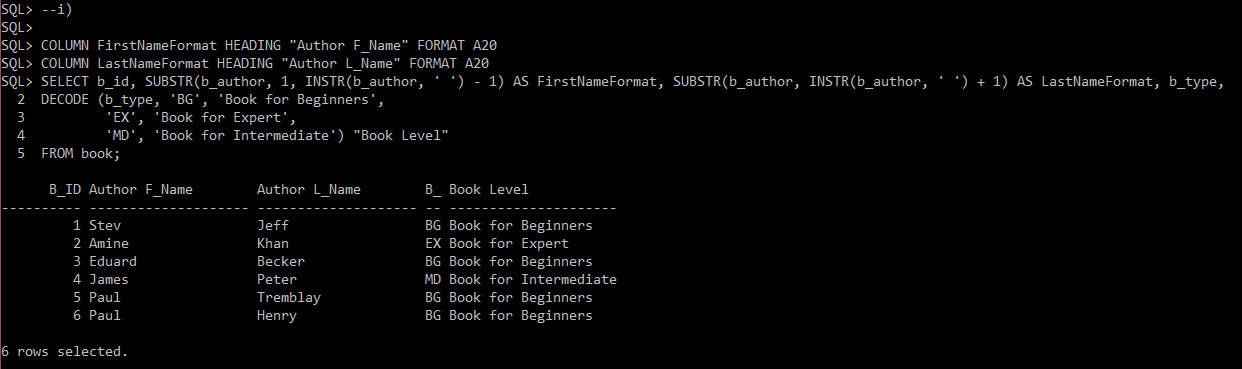 SQL> --i)
SQL>
SQL> COLUMN FirstNameFormat HEADING "Author F_Name" FORMAT A20
SQL> COLUMN LastNameFormat HEADING "Author L_Name" FORMAT A20
SQL> SELECT b_id, SUBSTR(b_author, 1, INSTR(b_author, ' ') - 1) AS FirstNameFormat, SUBSTR(b_author, INSTR(b_author, ' ') + 1) AS LastNameFormat, b_type,
  2  DECODE (b_type, 'BG', 'Book for Beginners',
  3          'EX', 'Book for Expert',
  4          'MD', 'Book for Intermediate') "Book Level"
  5  FROM book;

      B_ID Author F_Name        Author L_Name        B_ Book Level
---------- -------------------- -------------------- -- ---------------------
         1 Stev                 Jeff                 BG Book for Beginners
         2 Amine                Khan                 EX Book for Expert
         3 Eduard               Becker               BG Book for Beginners
         4 James                Peter                MD Book for Intermediate
         5 Paul                 Tremblay             BG Book for Beginners
         6 Paul                 Henry                BG Book for Beginners

6 rows selected.